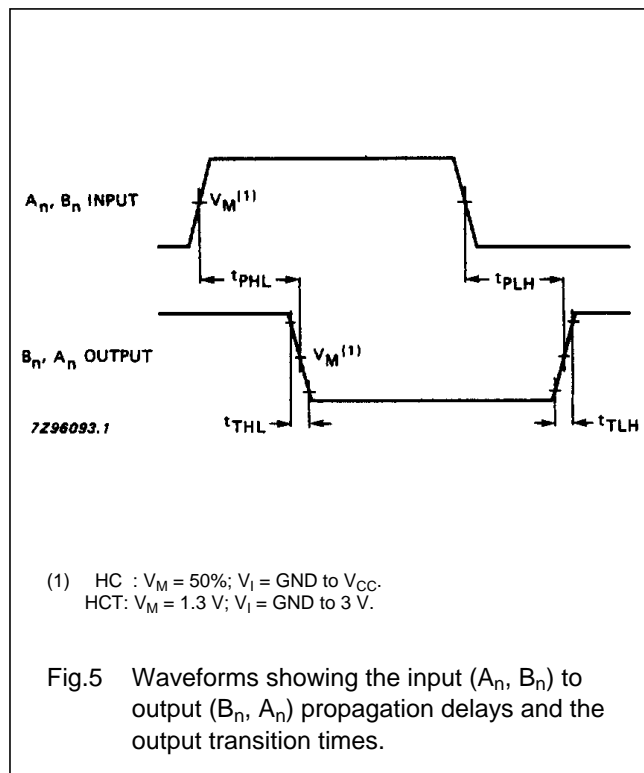 Aₙ, Bₙ INPUT
V_M⁽¹⁾
t_PHL
t_PLH
Bₙ, Aₙ OUTPUT
V_M⁽¹⁾
7Z96093.1
t_THL
t_TLH
(1) HC : V_M = 50%; V_I = GND to V_CC.
HCT: V_M = 1.3 V; V_I = GND to 3 V.
Fig.5 Waveforms showing the input (Aₙ, Bₙ) to
output (Bₙ, Aₙ) propagation delays and the
output transition times.